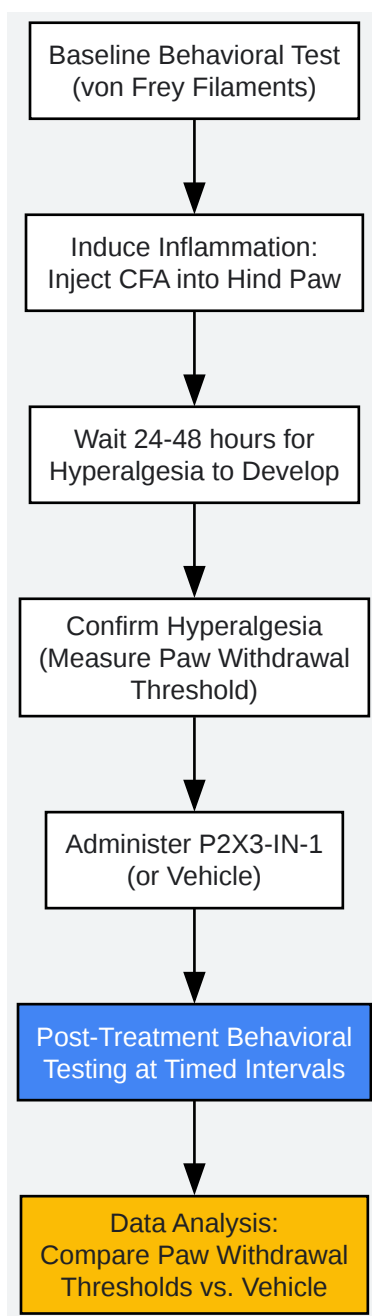 Baseline Behavioral Test
(von Frey Filaments)
Induce Inflammation:
Inject CFA into Hind Paw
Wait 24-48 hours for
Hyperalgesia to Develop
Confirm Hyperalgesia
(Measure Paw Withdrawal
Threshold)
Administer P2X3-IN-1
(or Vehicle)
Post-Treatment Behavioral
Testing at Timed Intervals
Data Analysis:
Compare Paw Withdrawal
Thresholds vs. Vehicle